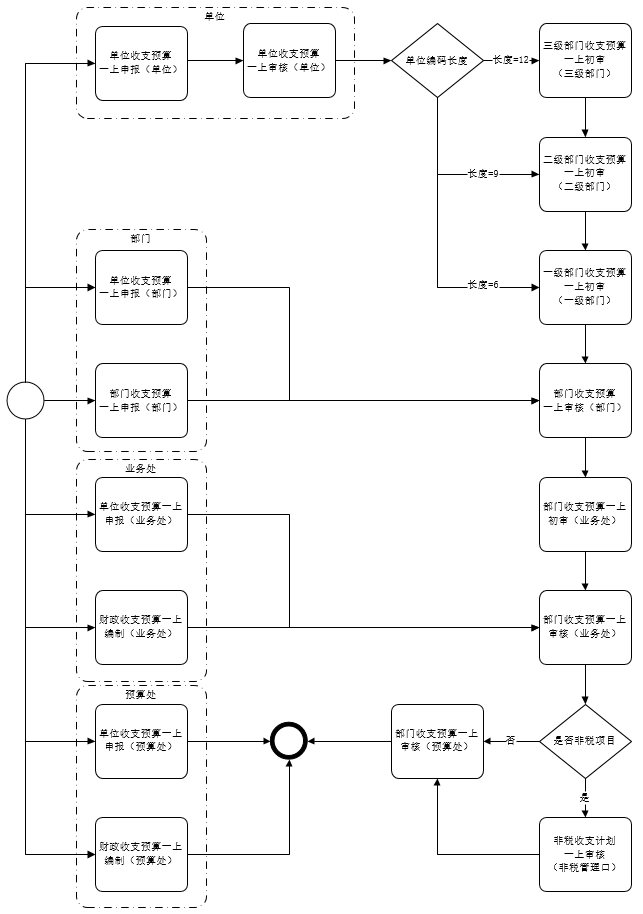 单位
单位收支预算
一上申报（单位）
单位收支预算
一上审核（单位）
单位编码长度
长度=12
三级部门收支预算
一上初审
（三级部门）
长度=9
二级部门收支预算
一上初审
（二级部门）
部门
单位收支预算
一上申报（部门）
长度=6
一级部门收支预算
一上初审
（一级部门）
部门收支预算
一上申报（部门）
部门收支预算
一上审核（部门）
业务处
单位收支预算一上
申报（业务处）
部门收支预算一上
初审（业务处）
财政收支预算一上
编制（业务处）
部门收支预算一上
审核（业务处）
预算处
单位收支预算一上
申报（预算处）
部门收支预算一上
审核（预算处）
否
是否非税项目
是
财政收支预算一上
编制（预算处）
非税收支计划
一上审核
（非税管理口）